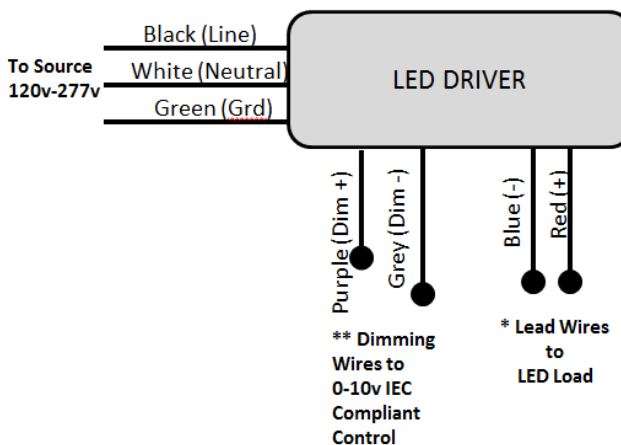 Black (Line)
To Source
120v-277v
White (Neutral)
Green (Grd)
LED DRIVER
Purple (Dim +)
Grey (Dim -)
Blue (-)
Red (+)
** Dimming
Wires to
0-10v IEC
Compliant
Control
* Lead Wires
to
LED Load